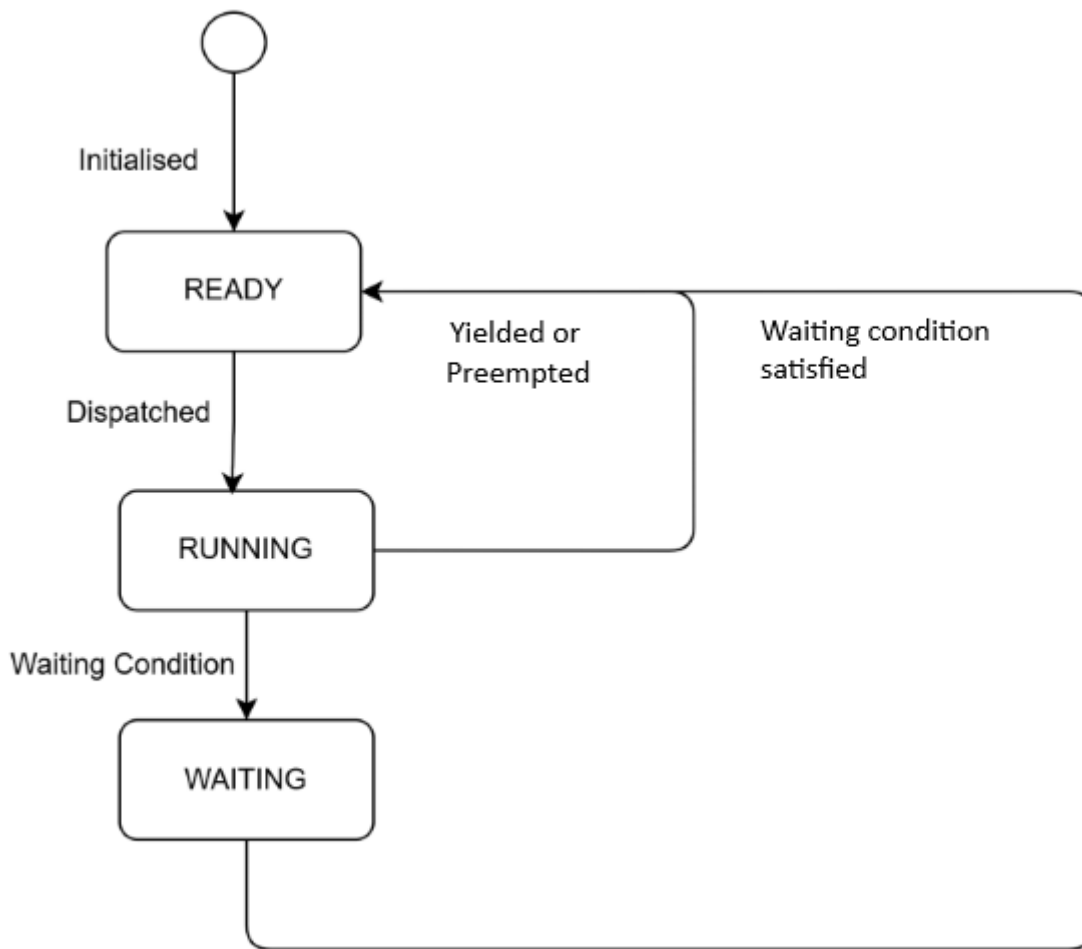 Initialised
READY
Yielded or
Preempted
Waiting condition
satisfied
Dispatched
RUNNING
Waiting Condition
WAITING